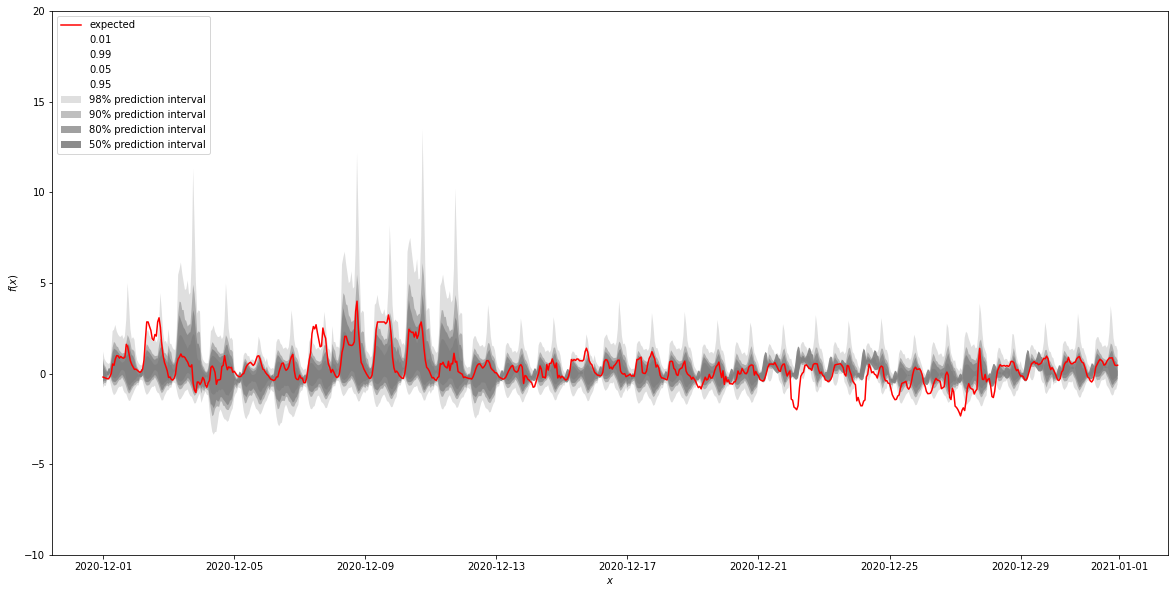 20
15
10
5
0
−5
−10
f(x)
expected
0.01
0.99
0.05
0.95
98% prediction interval
90% prediction interval
80% prediction interval
50% prediction interval
2020-12-01
2020-12-05
2020-12-09
2020-12-13
2020-12-17
2020-12-21
2020-12-25
2020-12-29
2021-01-01
x